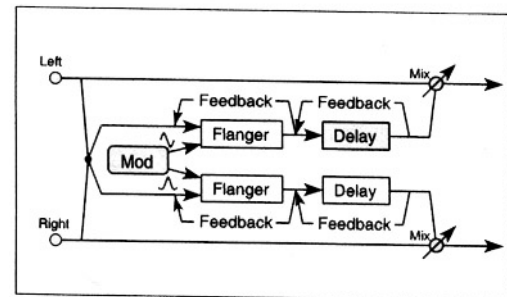 Left
Mix
Feedback
Feedback
Flanger
Delay
Mod
Flanger
Delay
Feedback
Feedback
Right
Mix